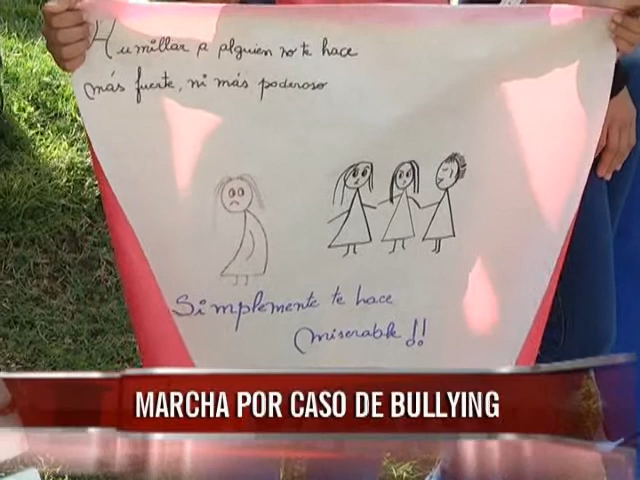 Humillar a alguien no te hace
más fuerte, ni más poderoso
Simplemente te hace
miserable!!
MARCHA POR CASO DE BULLYING